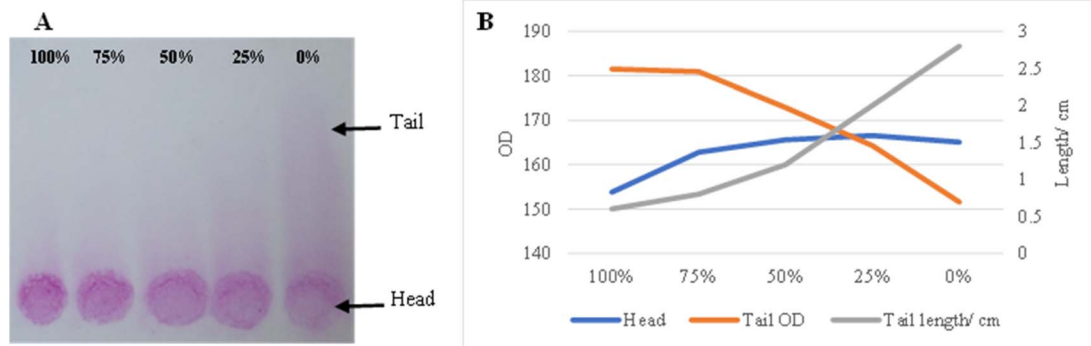 A
100% 75% 50% 25% 0%
Tail
Head
B
190
180
170
160
150
140
OD
3
2.5
2
1.5
1
0.5
0
Length/ cm
100% 75% 50% 25% 0%
Head Tail OD Tail length/ cm